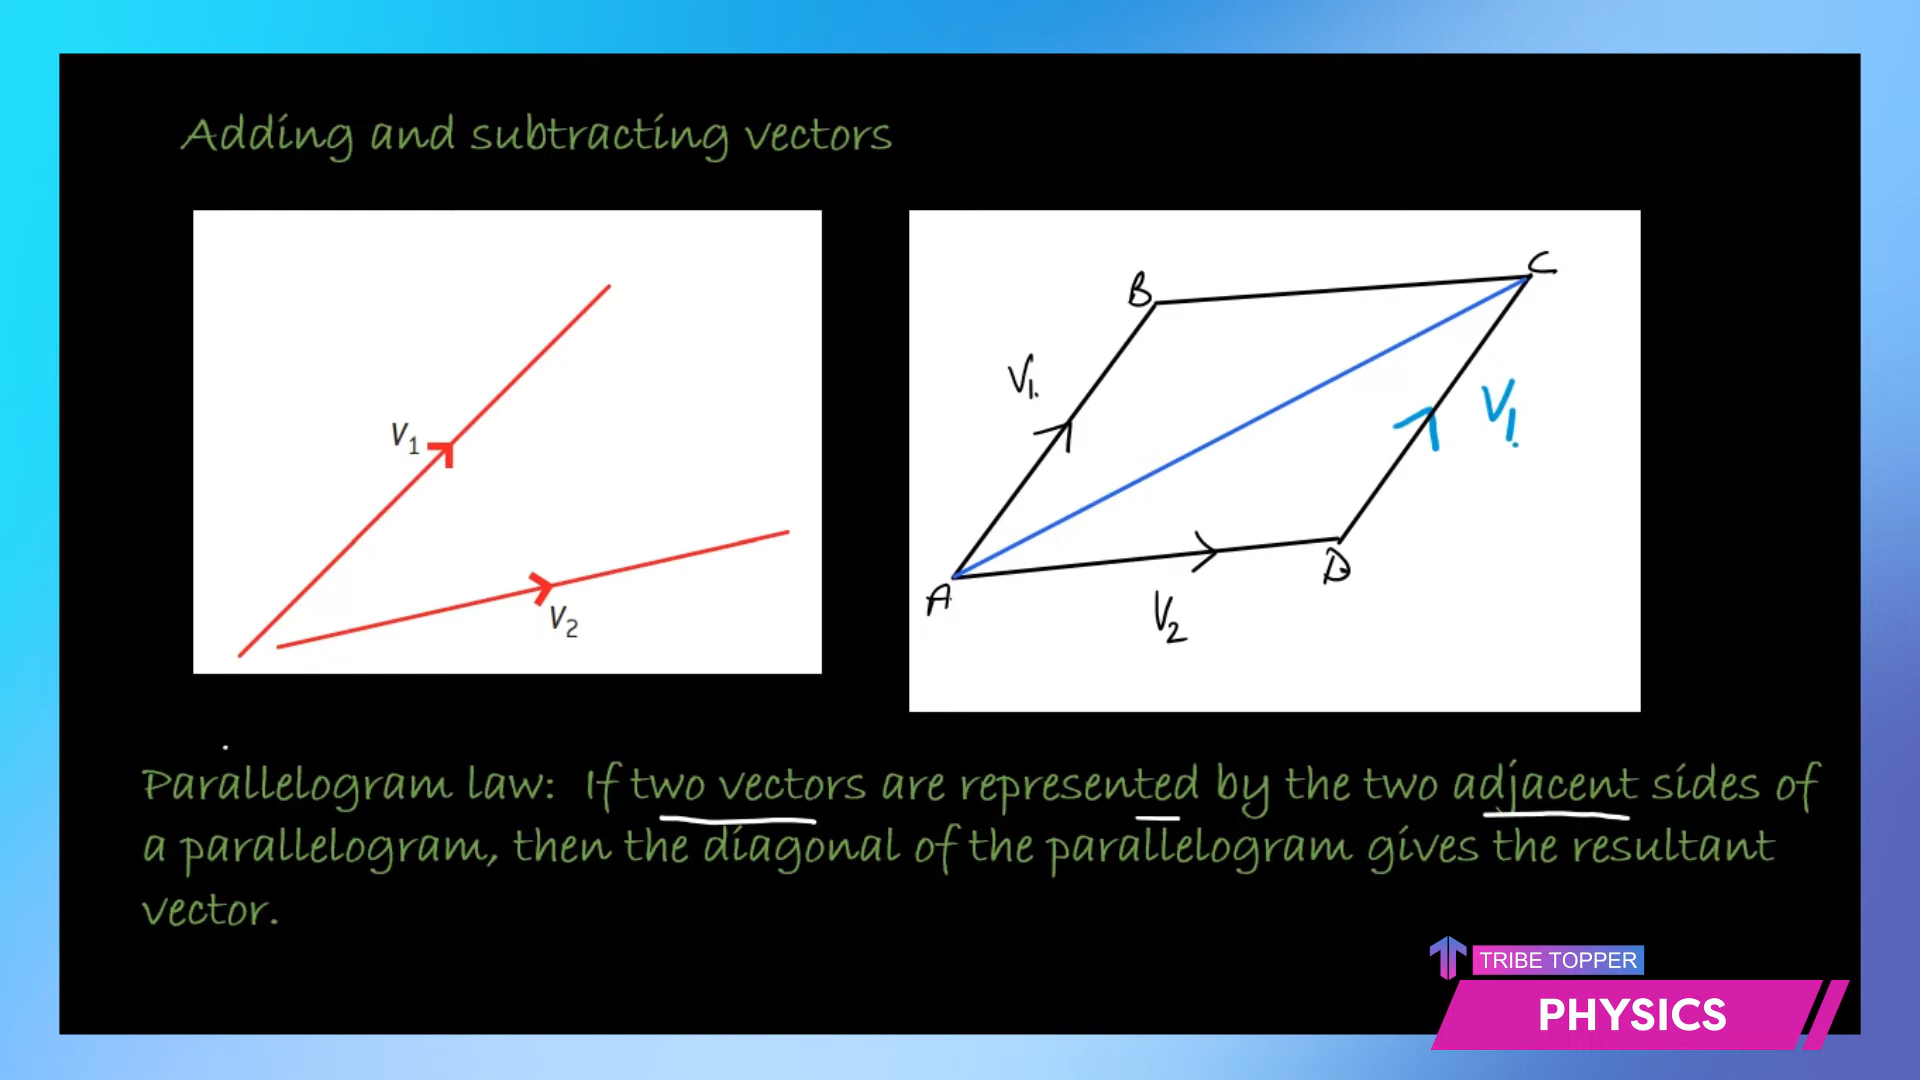 Adding and subtracting vectors
V1
V2
B
C
V1.
V1.
A
D
V2
Parallelogram law: If two vectors are represented by the two adjacent sides of
a parallelogram, then the diagonal of the parallelogram gives the resultant
vector.
TRIBE TOPPER
PHYSICS